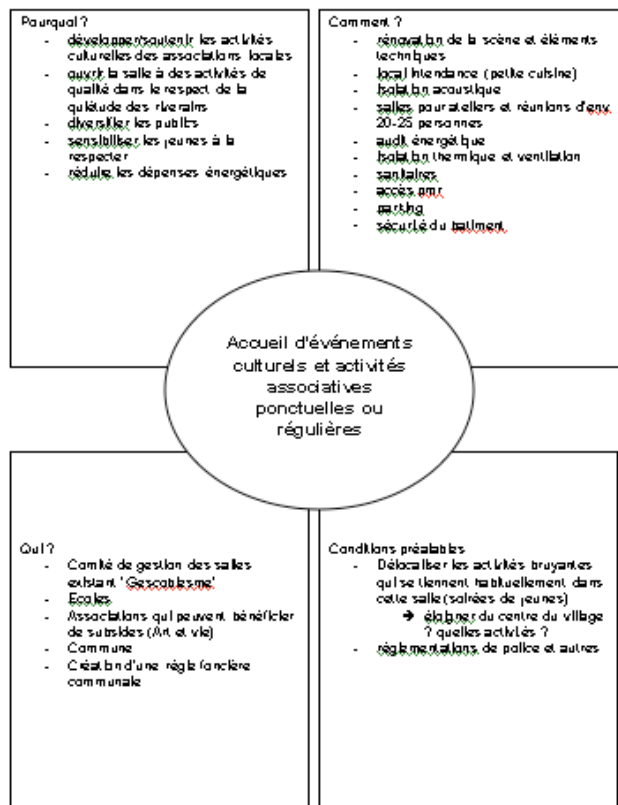 Pourquoi ?
- développer/soutenir les activités
culturelles des associations locales
- ouvrir la salle à des activités de
qualité dans le respect de la
quiétude des riverains
- diversifier les publics
- sensibiliser les jeunes à la
respecter
- réduire les dépenses énergétiques
Comment ?
- rénovation de la scène et éléments
techniques
- local intendance (petite cuisine)
- isolation acoustique
- salles pour ateliers et réunions d'env
20-25 personnes
- audit énergétique
- isolation thermique et ventilation
- sanitaires
- accès pmr
- parking
- sécurité du batiment
Accueil d'événements
culturels et activités
associatives
ponctuelles ou
régulières
Qui ?
- Comité de gestion des salles
existant "Gescoblesme"
- Ecoles
- Associations qui peuvent bénéficier
de subsides (Art et vie)
- Commune
- Création d'une régie foncière
communale
Conditions préalables
- Délocaliser les activités bruyantes
qui se tiennent habituellement dans
cette salle (soirées de jeunes)
➔ éloigner du centre du village
? quelles activités ?
- réglementations de police et autres